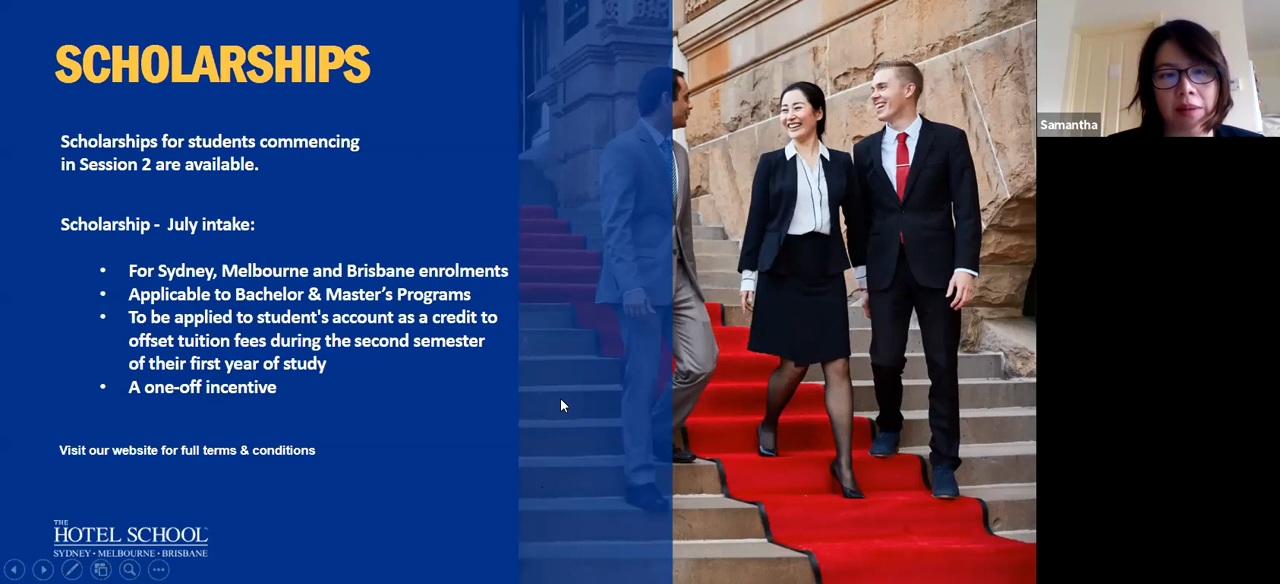 SCHOLARSHIPS
Scholarships for students commencing
in Session 2 are available.
Scholarship - July intake:
• For Sydney, Melbourne and Brisbane enrolments
• Applicable to Bachelor & Master's Programs
• To be applied to student's account as a credit to
offset tuition fees during the second semester
of their first year of study
• A one-off incentive
Visit our website for full terms & conditions
THE
HOTEL SCHOOL
SYDNEY • MELBOURNE • BRISBANE
Samantha